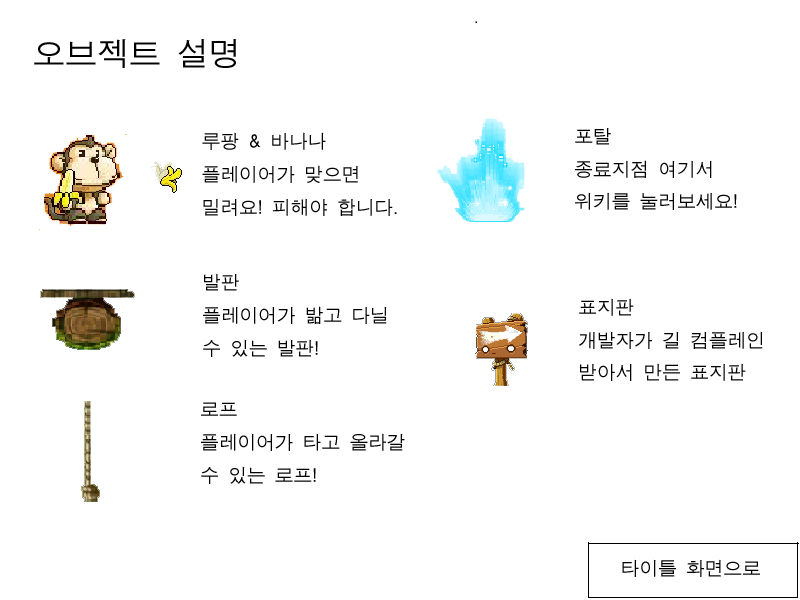 오브젝트 설명
루팡 & 바나나
플레이어가 맞으면
밀려요! 피해야 합니다.
발판
플레이어가 밟고 다닐
수 있는 발판!
로프
플레이어가 타고 올라갈
수 있는 로프!
포탈
종료지점 여기서
위키를 눌러보세요!
표지판
개발자가 길 컴플레인
받아서 만든 표지판
타이틀 화면으로